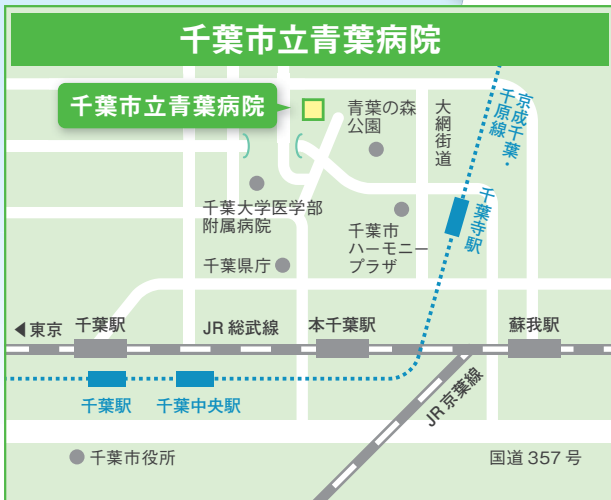 千葉市立青葉病院
千葉市立青葉病院
青葉の森
公園
大網街道
京成千葉・
千原線
千葉大学医学部
附属病院
千葉市
ハーモニー
プラザ
千葉寺駅
千葉県庁
◀東京
千葉駅
JR 総武線
本千葉駅
蘇我駅
千葉駅
千葉中央駅
JR 京葉線
千葉市役所
国道 357 号